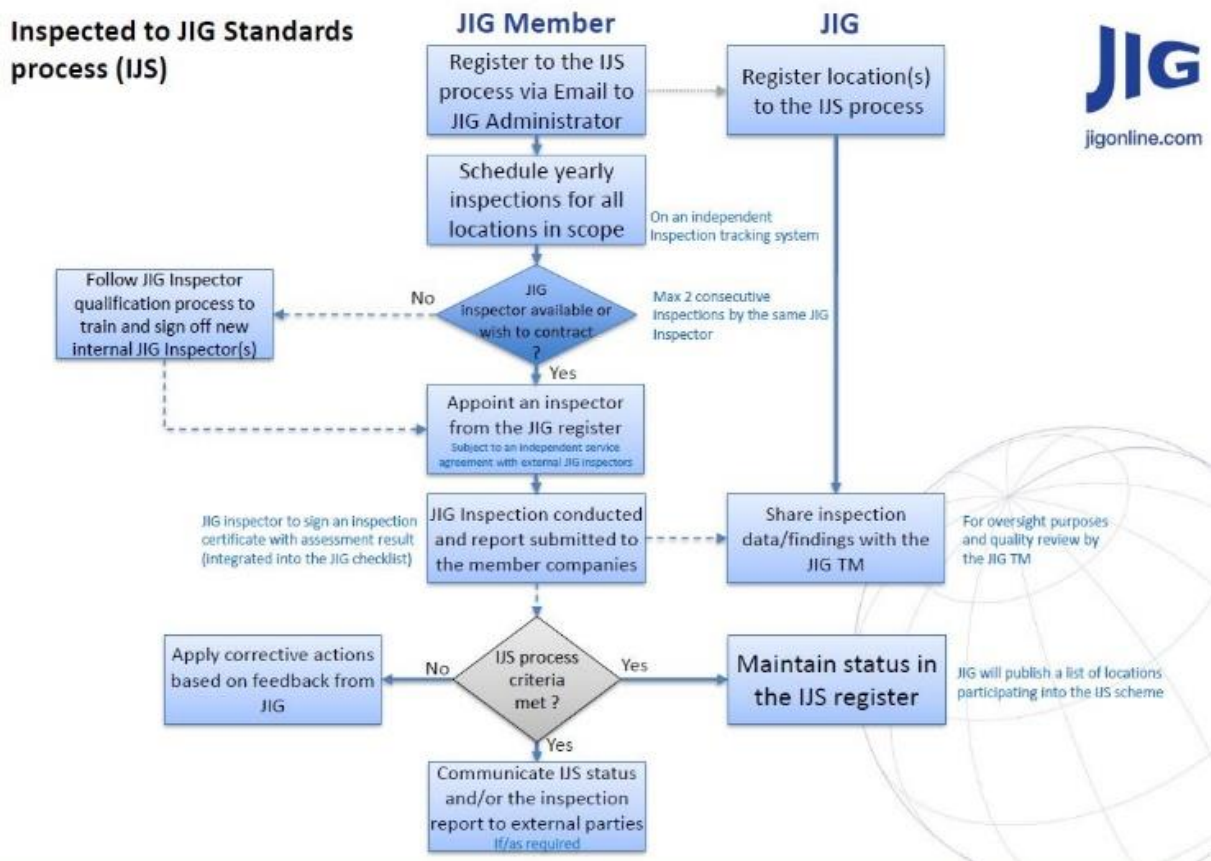 Inspected to JIG Standards
process (IJS)
JIG Member
JIG
JIG
jigonline.com
Register to the IJS
process via Email to
JIG Administrator
Register location(s)
to the IJS process
Schedule yearly
inspections for all
locations in scope
On an independent
Inspection tracking system
Follow JIG Inspector
qualification process to
train and sign off new
internal JIG Inspector(s)
No
JIG
inspector available or
wish to contract
?
Max 2 consecutive
inspections by the same JIG
Inspector
Yes
Appoint an inspector
from the JIG register
Subject to an independent service
agreement with external JIG inspectors
JIG inspector to sign an inspection
certificate with assessment result
(integrated into the JIG checklist)
JIG Inspection conducted
and report submitted to
the member companies
Share inspection
data/findings with the
JIG TM
For oversight purposes
and quality review by
the JIG TM
Apply corrective actions
based on feedback from
JIG
No
IJS process
criteria
met ?
Yes
Maintain status in
the IJS register
JIG will publish a list of locations
participating into the IJS scheme
Yes
Communicate IJS status
and/or the inspection
report to external parties
If/as required